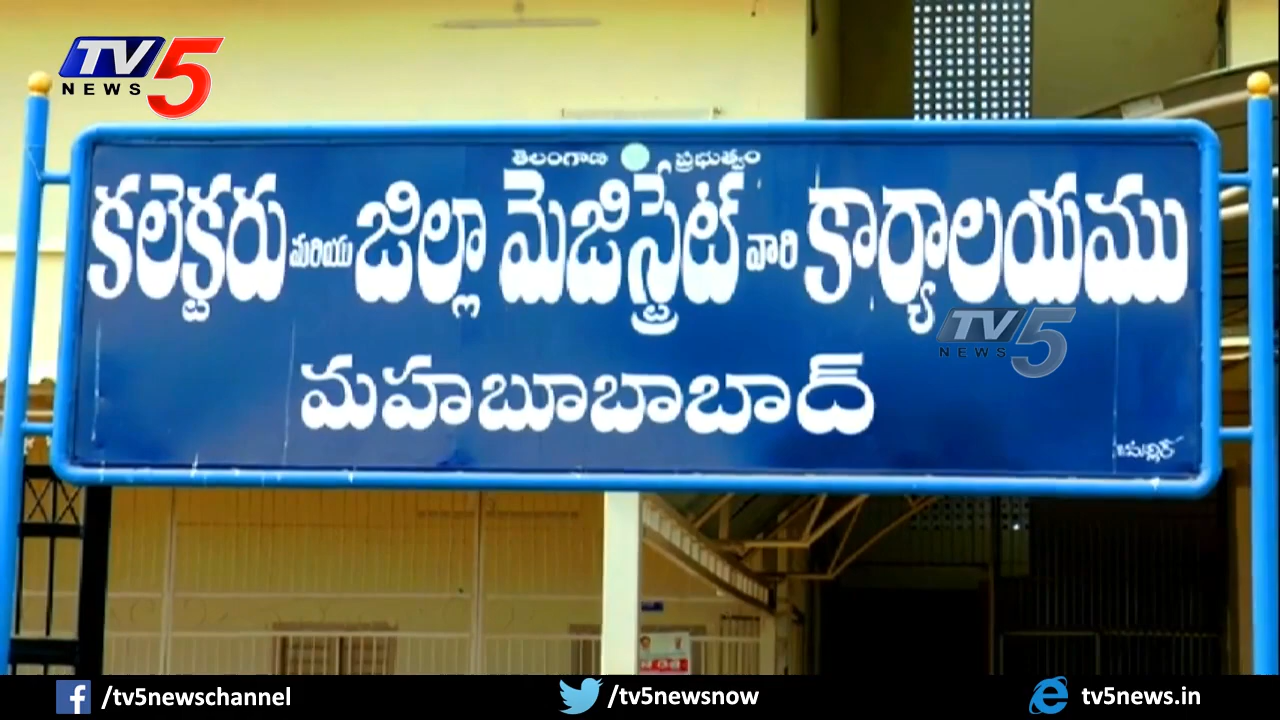 TV5
NEWS
తెలంగాణ ప్రభుత్వం
కలెక్టరు మరియు జిల్లా మెజిస్ట్రేట్ వారి కార్యాలయము
TV5
NEWS
మహబూబాబాద్
/tv5newschannel
/tv5newsnow
tv5news.in